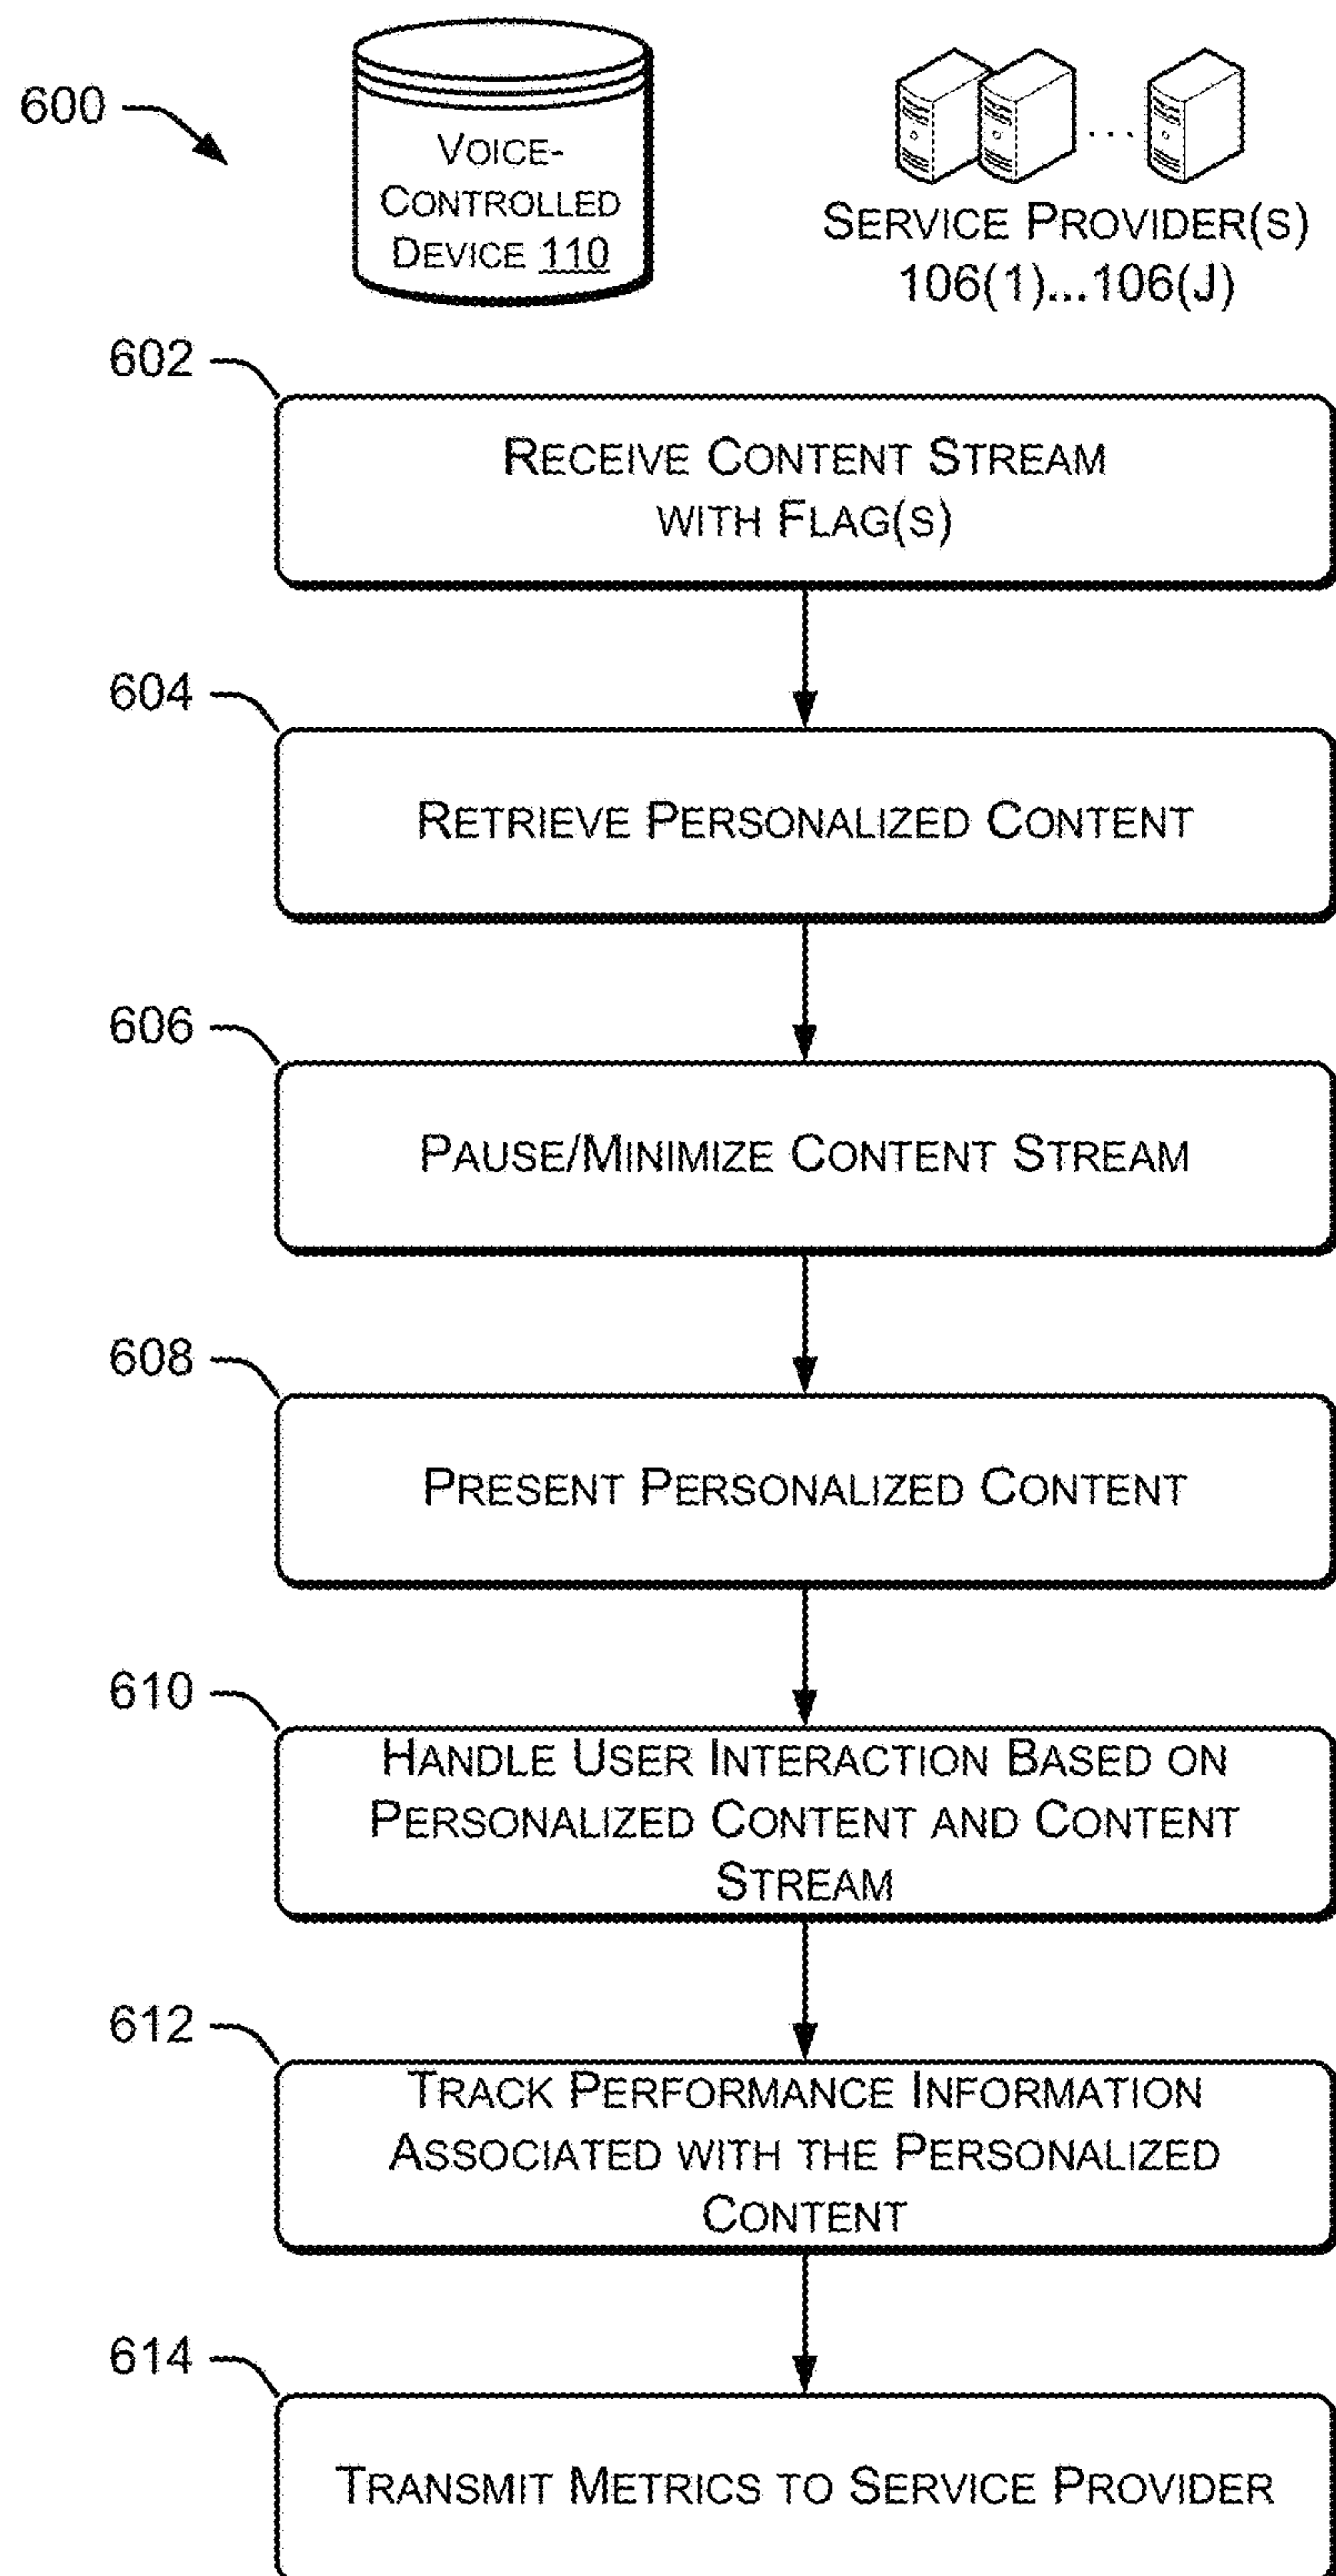 600
VOICE-
CONTROLLED
DEVICE 110
SERVICE PROVIDER(S)
106(1)...106(J)
602
RECEIVE CONTENT STREAM
WITH FLAG(S)
604
RETRIEVE PERSONALIZED CONTENT
606
PAUSE/MINIMIZE CONTENT STREAM
608
PRESENT PERSONALIZED CONTENT
610
HANDLE USER INTERACTION BASED ON
PERSONALIZED CONTENT AND CONTENT
STREAM
612
TRACK PERFORMANCE INFORMATION
ASSOCIATED WITH THE PERSONALIZED
CONTENT
614
TRANSMIT METRICS TO SERVICE PROVIDER